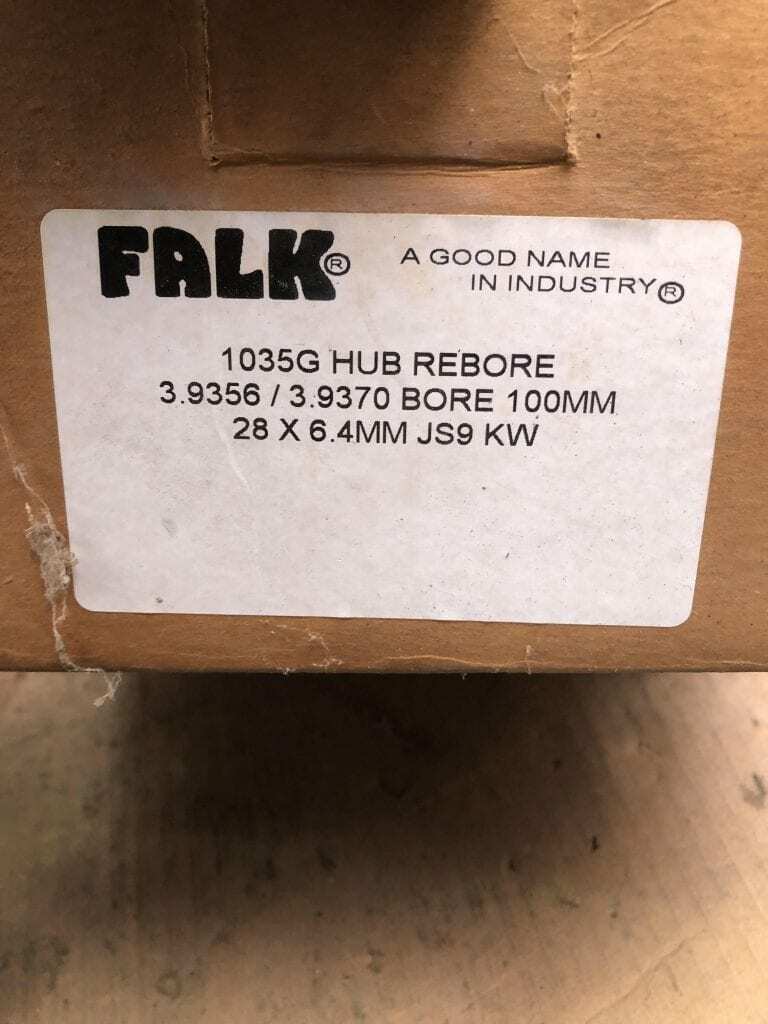 FALK® A GOOD NAME
IN INDUSTRY®
1035G HUB REBORE
3.9356 / 3.9370 BORE 100MM
28 X 6.4MM JS9 KW